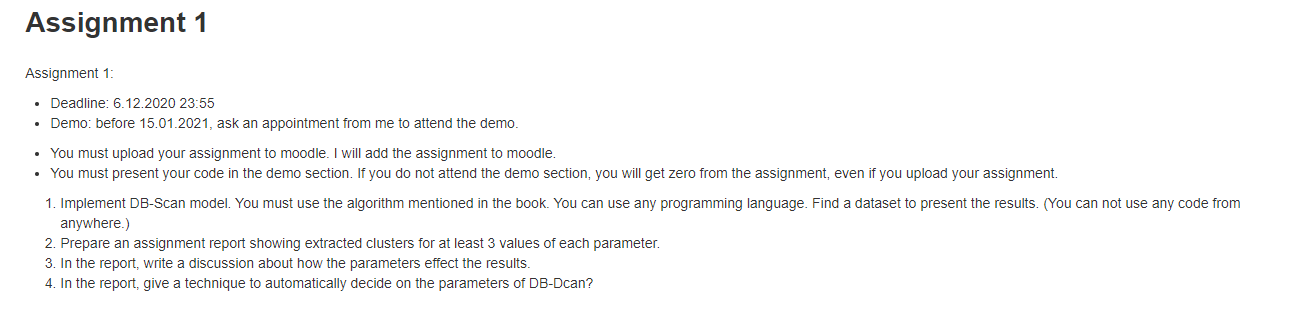 Assignment 1
Assignment 1:
• Deadline: 6.12.2020 23:55
• Demo: before 15.01.2021, ask an appointment from me to attend the demo.
• You must upload your assignment to moodle. I will add the assignment to moodle.
• You must present your code in the demo section. If you do not attend the demo section, you will get zero from the assignment, even if you upload your assignment.
1. Implement DB-Scan model. You must use the algorithm mentioned in the book. You can use any programming language. Find a dataset to present the results. (You can not use any code from
anywhere.)
2. Prepare an assignment report showing extracted clusters for at least 3 values of each parameter.
3. In the report, write a discussion about how the parameters effect the results.
4. In the report, give a technique to automatically decide on the parameters of DB-Dcan?